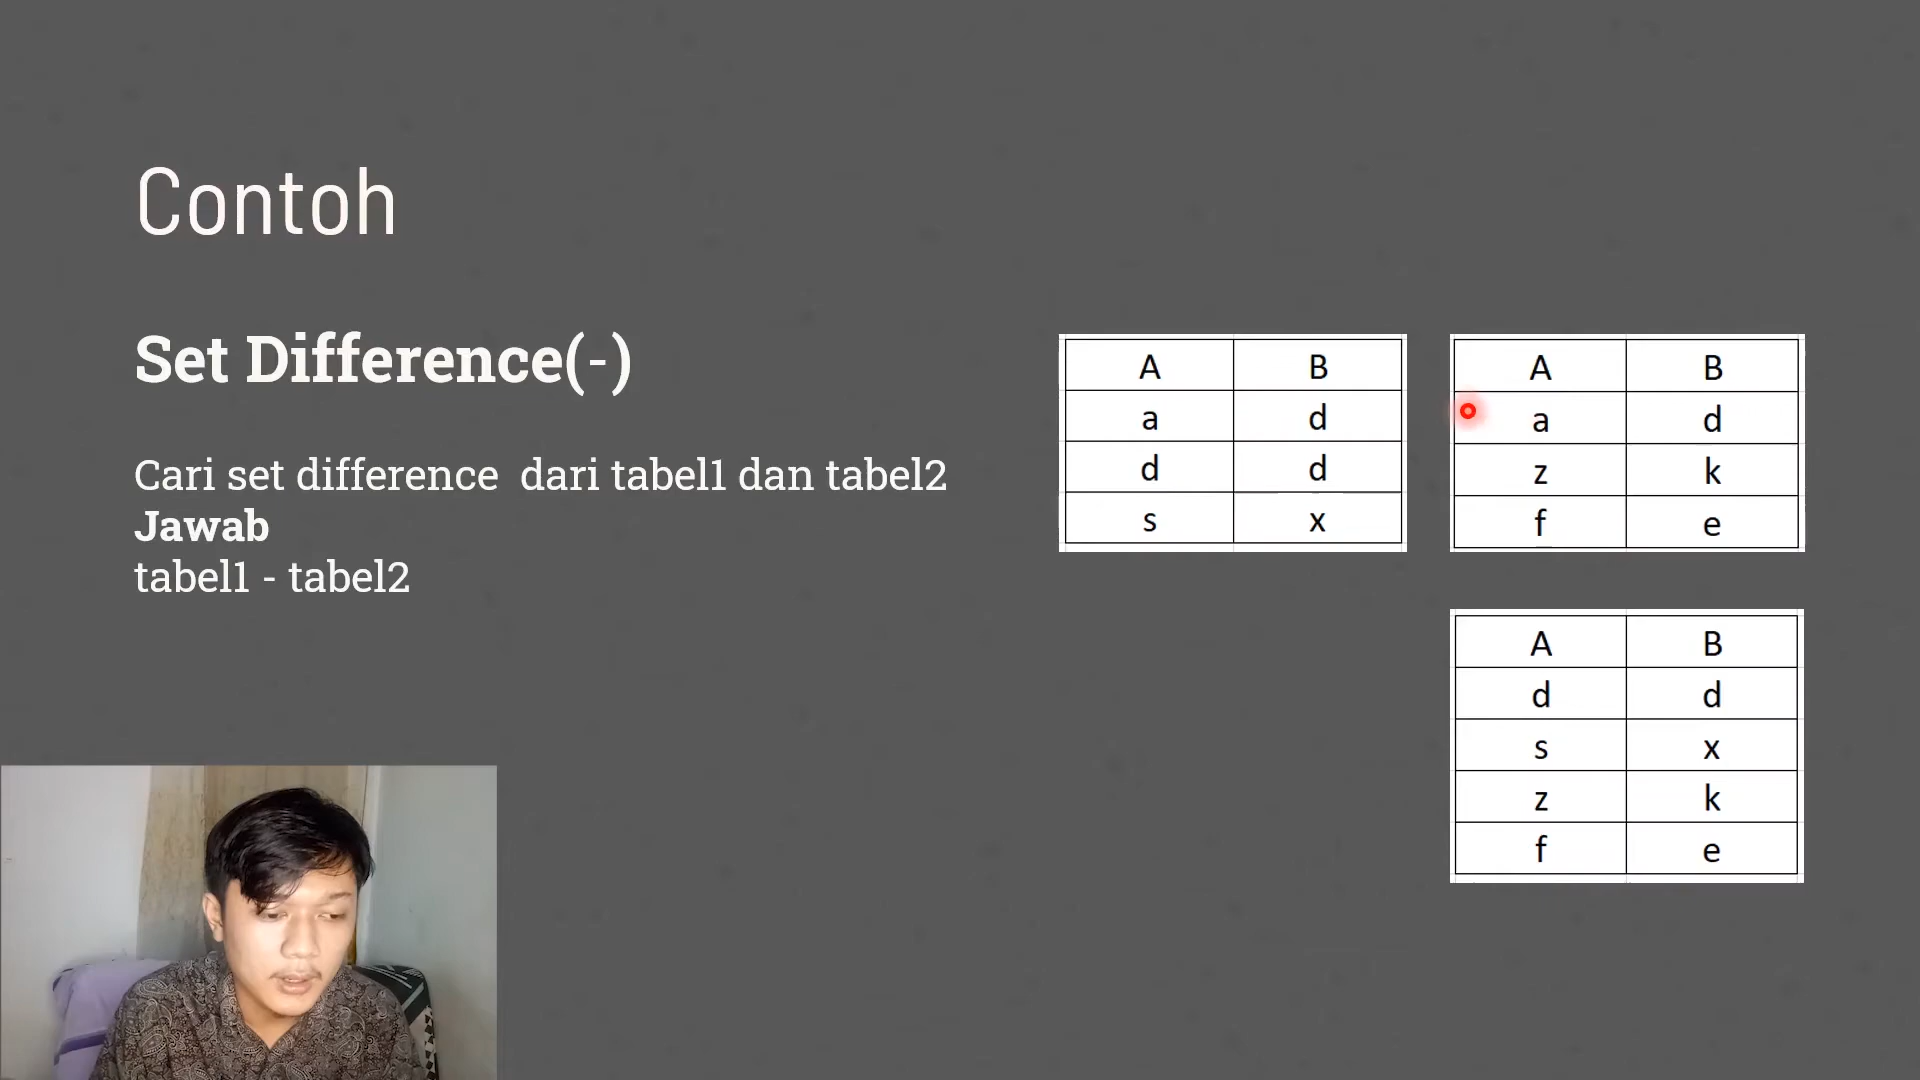 Contoh
Set Difference(-)
Cari set difference  dari tabel1 dan tabel2
Jawab
tabel1 - tabel2
A B
a d
d d
s x
A B
a d
z k
f e
A B
d d
s x
z k
f e